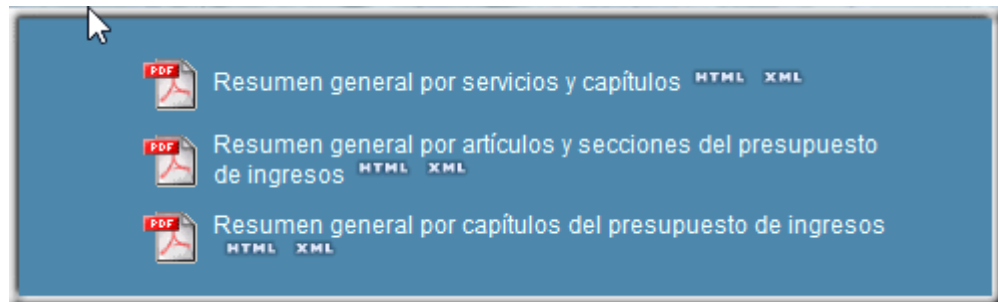 PDF Resumen general por servicios y capítulos HTML XML
PDF Resumen general por artículos y secciones del presupuesto
de ingresos HTML XML
PDF Resumen general por capítulos del presupuesto de ingresos
HTML XML